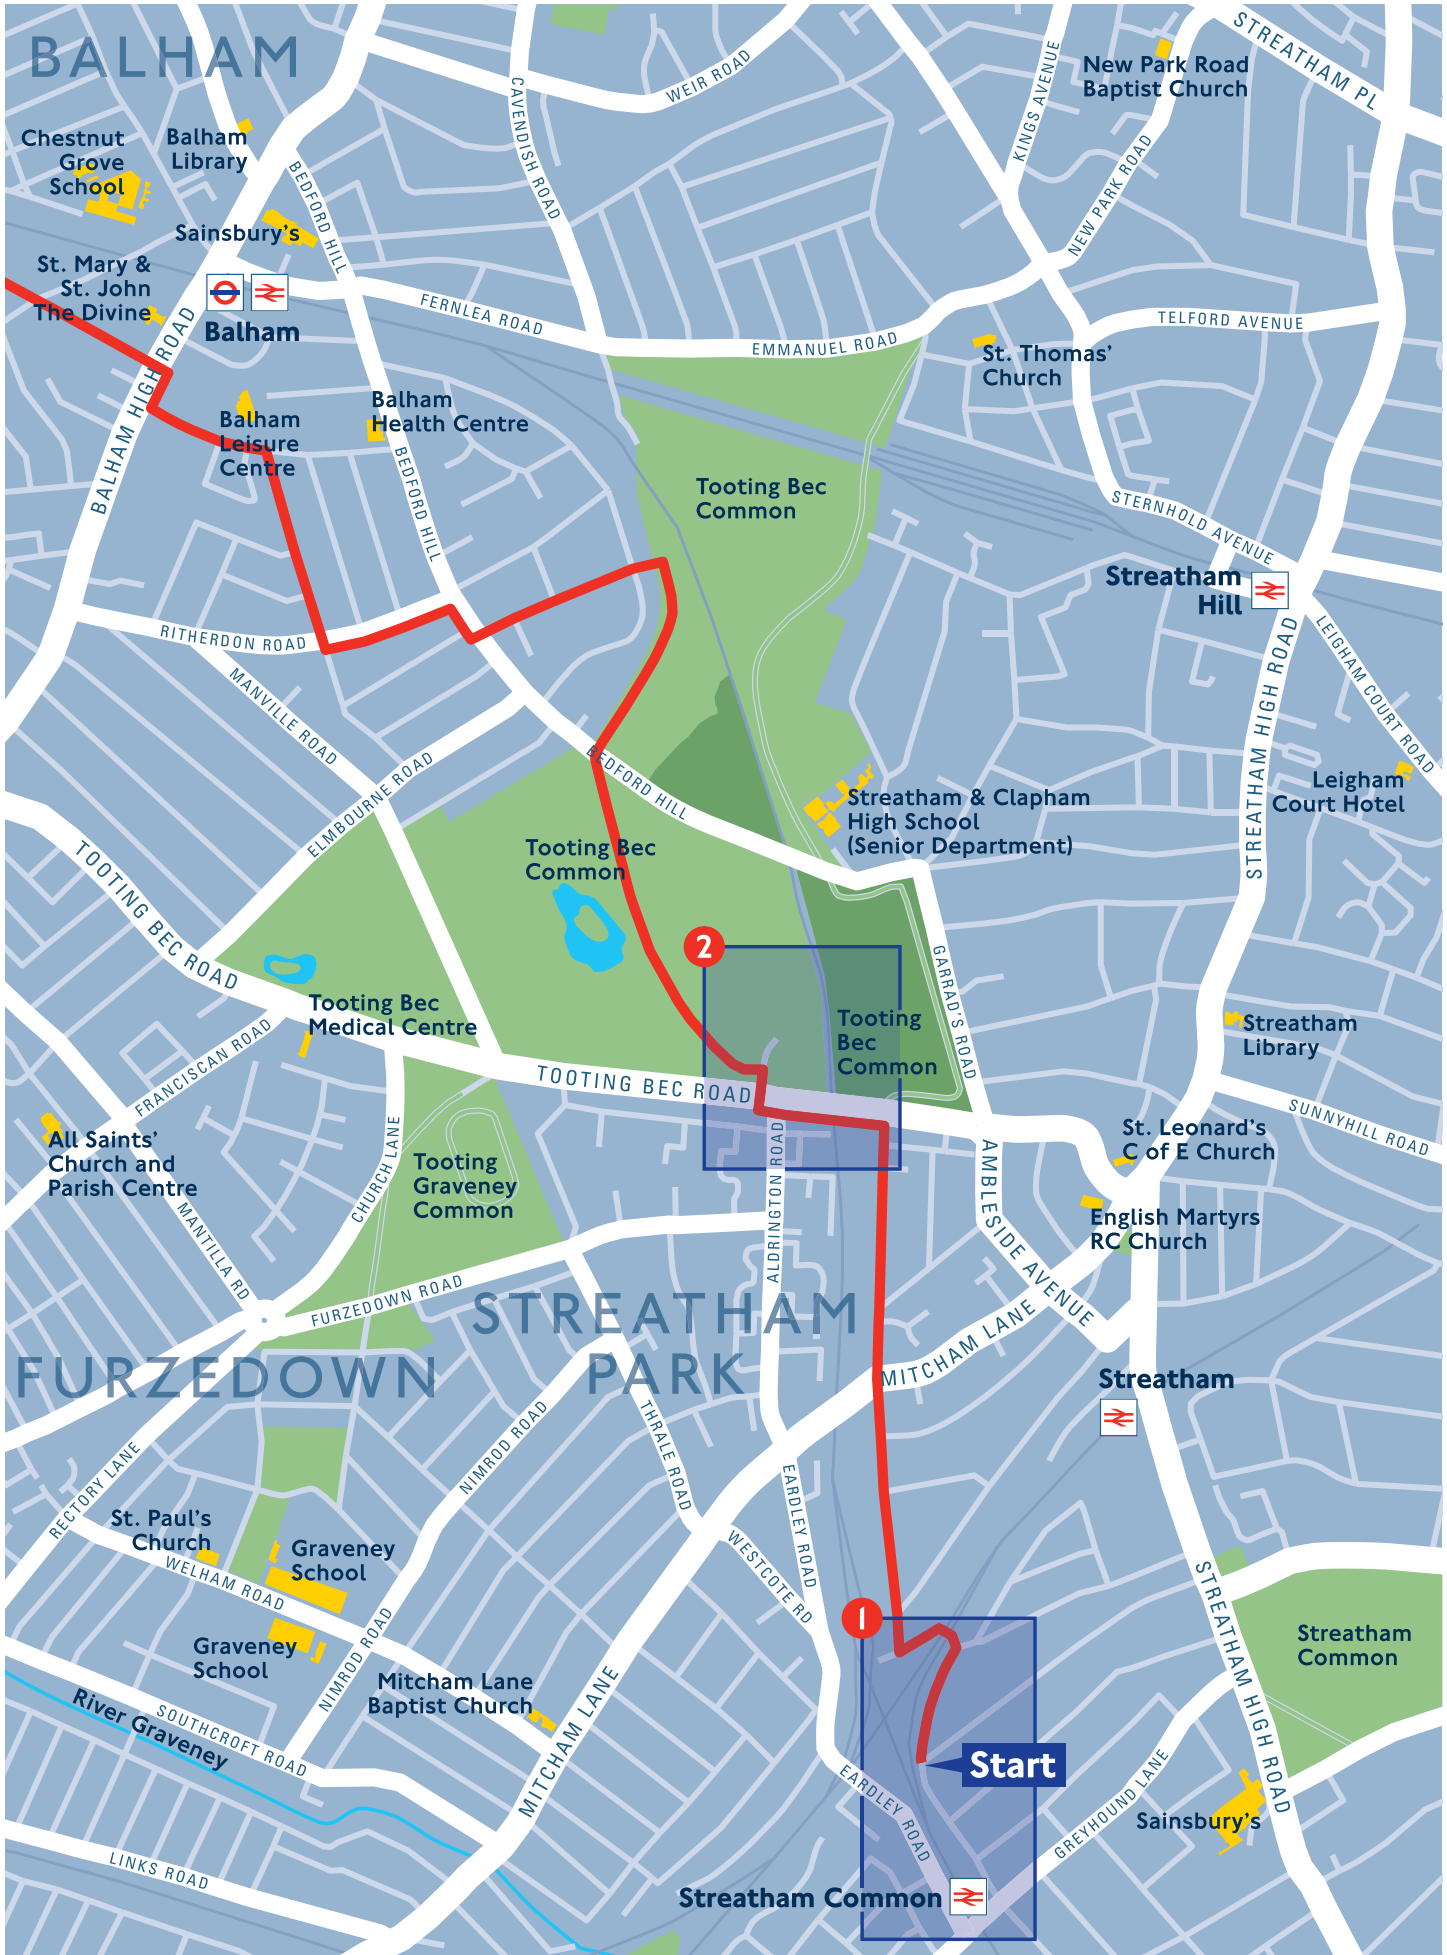 BALHAM
WEIR ROAD
CAVENDISH ROAD
KINGS AVENUE
New Park Road
Baptist Church
STREATHAM PL
NEW PARK ROAD
Chestnut
Grove
School
Balham
Library
BEDFORD HILL
Sainsbury's
St. Mary &
St. John
The Divine
Balham
FERNLEA ROAD
EMMANUEL ROAD
TELFORD AVENUE
St. Thomas'
Church
BALHAM HIGH ROAD
Balham
Leisure
Centre
Balham
Health Centre
BEDFORD HILL
Tooting Bec
Common
STERNHOLD AVENUE
Streatham
Hill
RITHERDON ROAD
MANVILLE ROAD
LEIGHAM COURT ROAD
STREATHAM HIGH ROAD
Leigham
Court Hotel
ELMBOURNE ROAD
BEDFORD HILL
Streatham & Clapham
High School
(Senior Department)
TOOTING BEC ROAD
Tooting Bec
Common
2
GARRAD'S ROAD
Tooting Bec
Medical Centre
Tooting
Bec
Common
Streatham
Library
FRANCISCAN ROAD
TOOTING BEC ROAD
SUNNYHILL ROAD
All Saints'
Church and
Parish Centre
CHURCH LANE
Tooting
Graveney
Common
ALDRINGTON ROAD
AMBLESIDE AVENUE
St. Leonard's
C of E Church
English Martyrs
RC Church
MANTILLA RD
FURZEDOWN ROAD
STREATHAM
PARK
MITCHAM LANE
FURZEDOWN
Streatham
THRALE ROAD
NIMROD ROAD
RECTORY LANE
EARDLEY ROAD
St. Paul's
Church
WELHAM ROAD
Graveney
School
WESTCOTE RD
STREATHAM HIGH ROAD
1
Streatham
Common
Graveney
School
NIMROD ROAD
Mitcham Lane
Baptist Church
MITCHAM LANE
River Graveney
SOUTHCROFT ROAD
Start
EARDLEY ROAD
GREYHOUND LANE
Sainsbury's
LINKS ROAD
Streatham Common